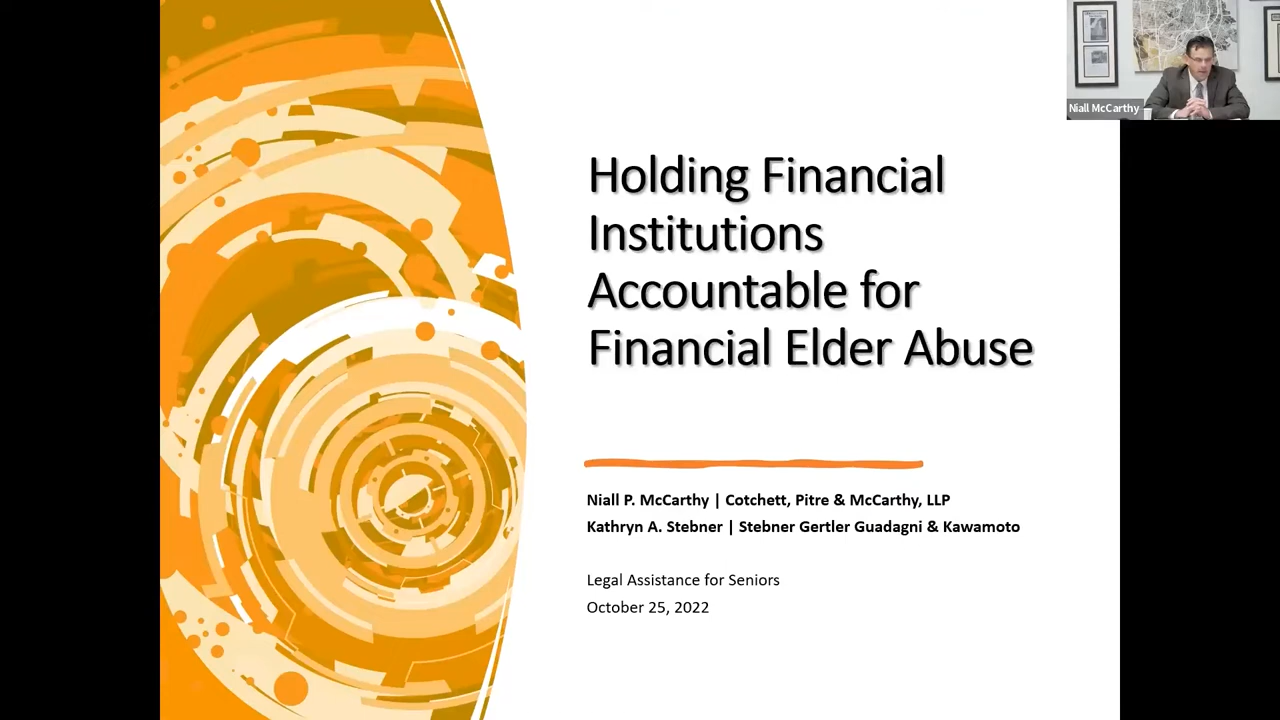 Niall McCarthy
Holding Financial
Institutions
Accountable for
Financial Elder Abuse
Niall P. McCarthy | Cotchett, Pitre & McCarthy, LLP
Kathryn A. Stebner | Stebner Gertler Guadagni & Kawamoto
Legal Assistance for Seniors
October 25, 2022